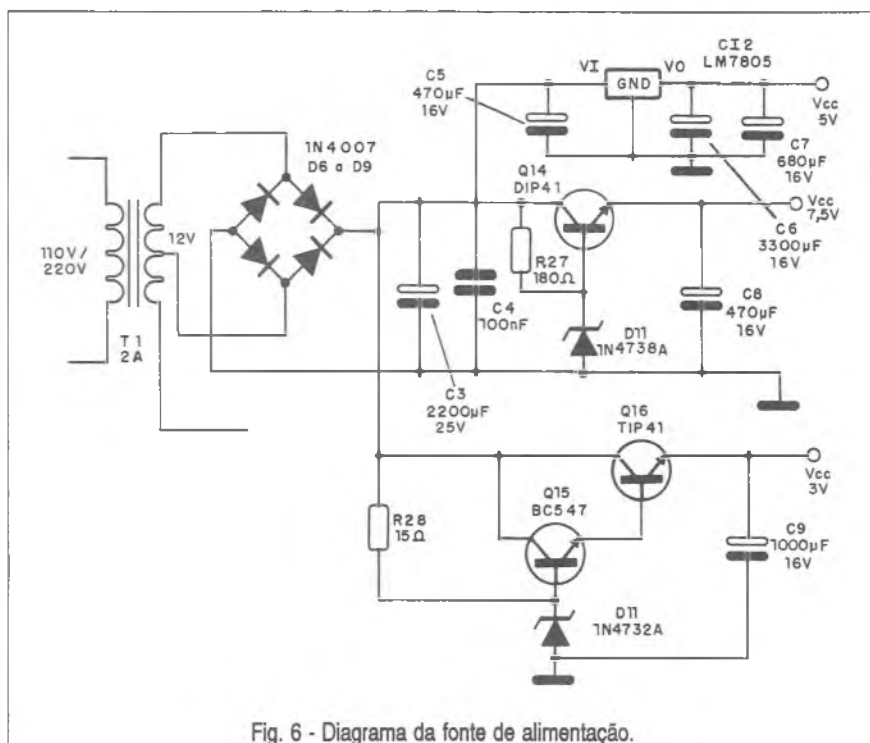 C5
470µF
16V
VI
GND
VO
CI2
LM7805
Vcc
5V
C7
680µF
16V
1N4007
D6 a D9
Q14
DIP41
Vcc
7,5V
C6
3300µF
16V
110V/
220V
12V
R27
180Ω
C4
100nF
C8
470µF
16V
D11
1N4738A
T1
2A
C3
2200µF
25V
Q16
TIP41
Vcc
3V
Q15
BC547
R28
15Ω
C9
1000µF
16V
D11
1N4732A
Fig. 6 - Diagrama da fonte de alimentação.